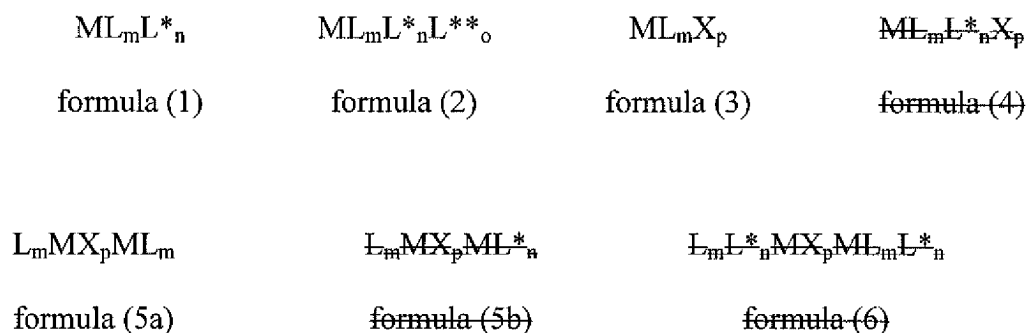 MLₘL*ₙ MLₘL*ₙL**ₒ MLₘXₚ MLₘL*ₙXₚ
formula (1) formula (2) formula (3) formula (4)
LₘMXₚMLₘ LₘMXₚML*ₙ LₘL*ₙMXₚMLₘL*ₙ
formula (5a) formula (5b) formula (6)